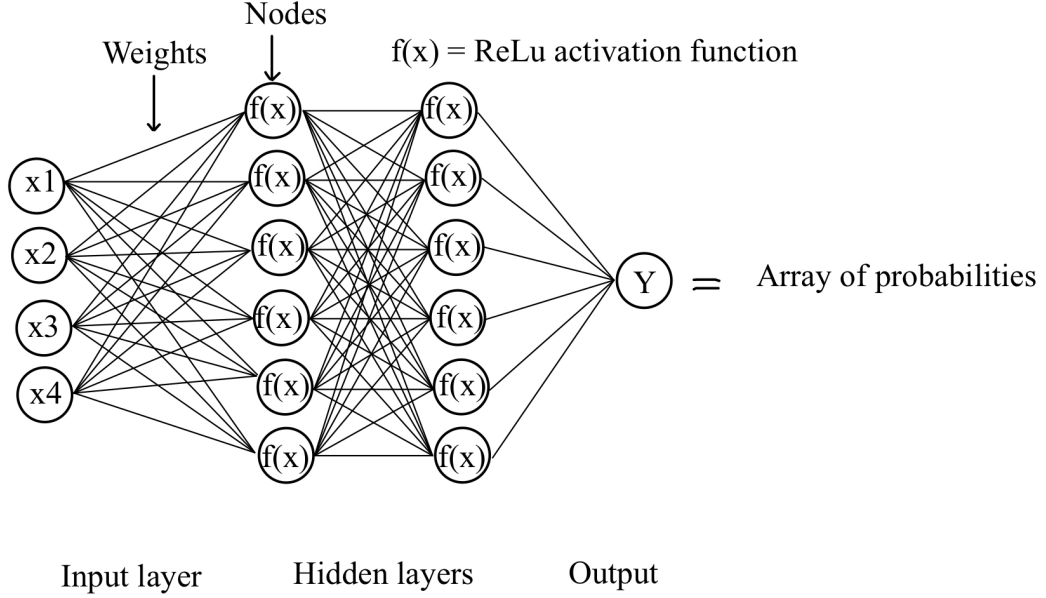 Nodes
Weights
f(x) = ReLu activation function
x1
x2
x3
x4
f(x)
f(x)
f(x)
f(x)
f(x)
f(x)
f(x)
f(x)
f(x)
f(x)
f(x)
f(x)
Y = Array of probabilities
Input layer
Hidden layers
Output